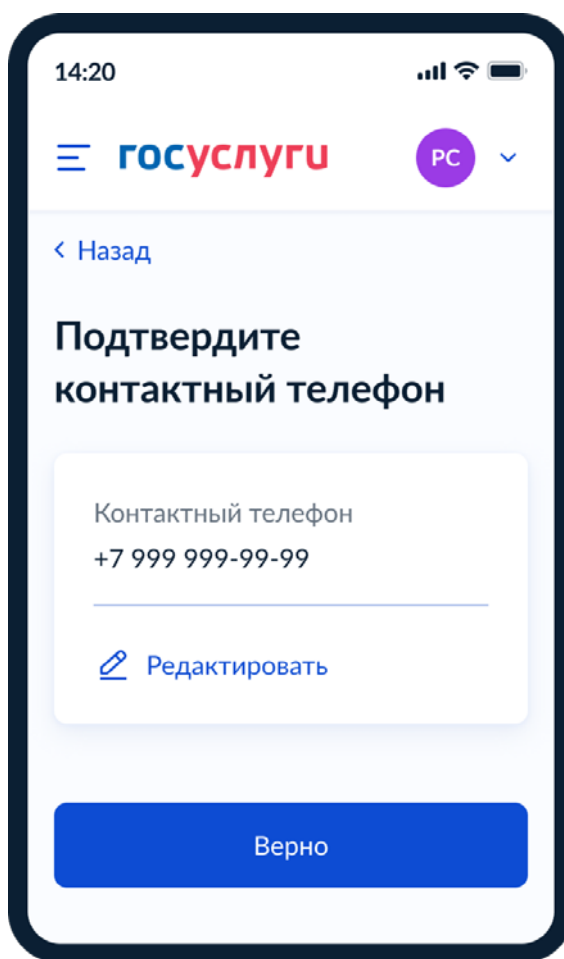 14:20
госуслуги
РС
Назад
Подтвердите
контактный телефон
Контактный телефон
+7 999 999-99-99
Редактировать
Верно